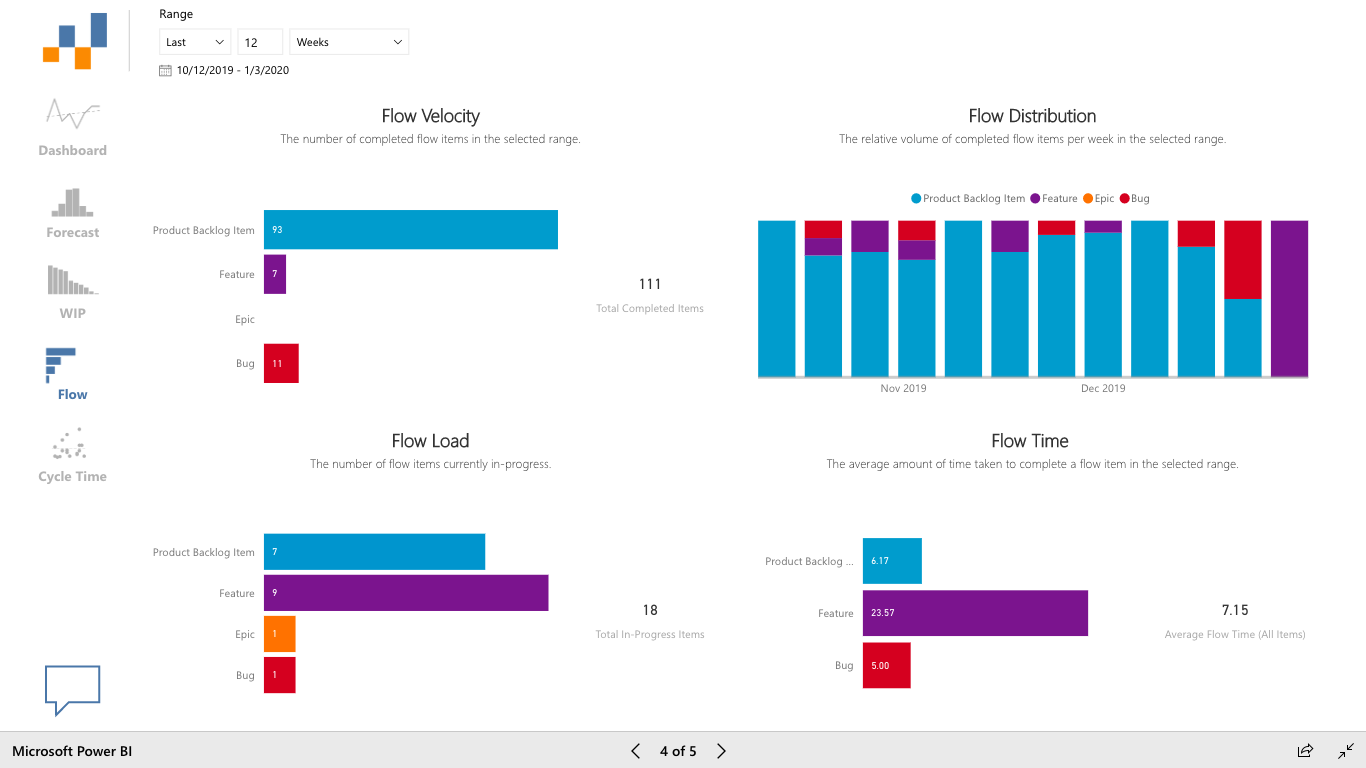 Range
Last 12 Weeks
10/12/2019 - 1/3/2020
Dashboard
Forecast
WIP
Flow
Cycle Time
Flow Velocity
The number of completed flow items in the selected range.
Product Backlog Item 93
Feature 7
Epic
Bug 11
111
Total Completed Items
Flow Distribution
The relative volume of completed flow items per week in the selected range.
Product Backlog Item Feature Epic Bug
Nov 2019 Dec 2019
Flow Load
The number of flow items currently in-progress.
Product Backlog Item 7
Feature 9
Epic 1
Bug 1
18
Total In-Progress Items
Flow Time
The average amount of time taken to complete a flow item in the selected range.
Product Backlog ... 6.17
Feature 23.57
Bug 5.00
7.15
Average Flow Time (All Items)
Microsoft Power BI
4 of 5